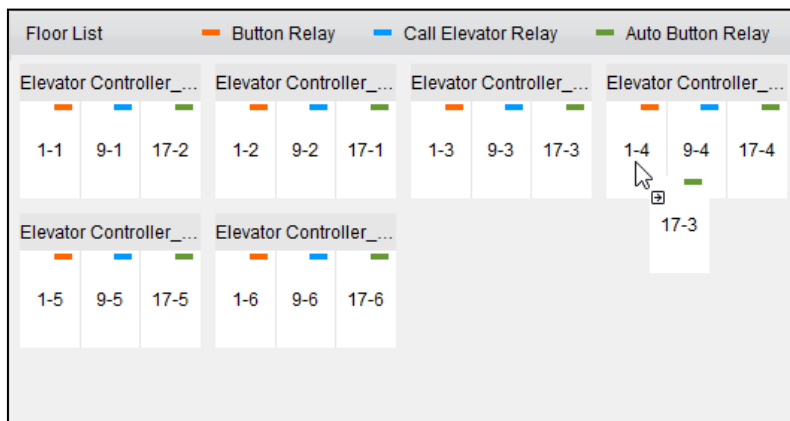 Floor List Button Relay Call Elevator Relay Auto Button Relay
Elevator Controller_... Elevator Controller_... Elevator Controller_... Elevator Controller_...
1-1 9-1 17-2 1-2 9-2 17-1 1-3 9-3 17-3 1-4 9-4 17-4
17-3
Elevator Controller_... Elevator Controller_...
1-5 9-5 17-5 1-6 9-6 17-6